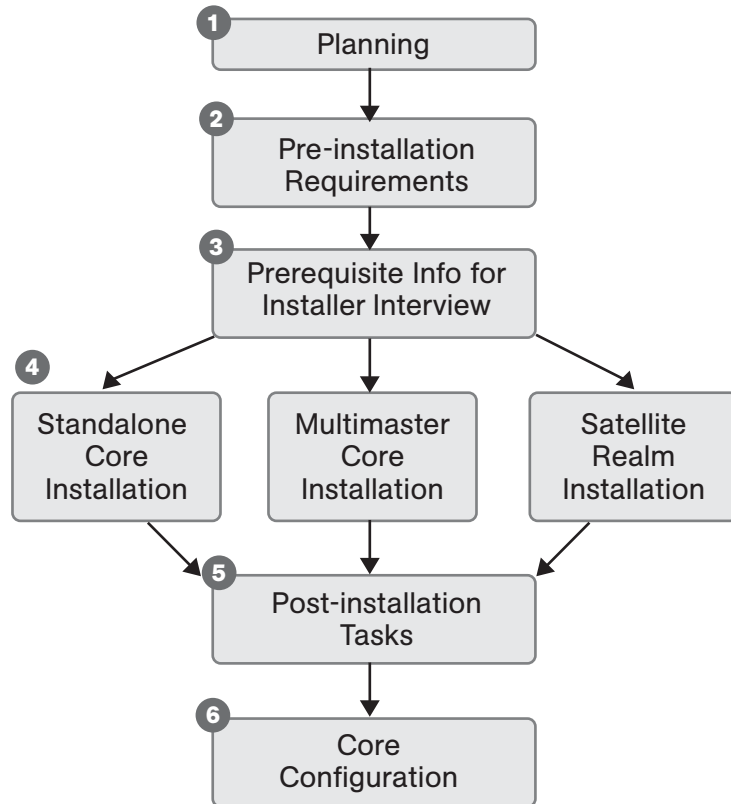 1
Planning
2
Pre-installation
Requirements
3
Prerequisite Info for
Installer Interview
4
Standalone
Core
Installation
Multimaster
Core
Installation
Satellite
Realm
Installation
5
Post-installation
Tasks
6
Core
Configuration